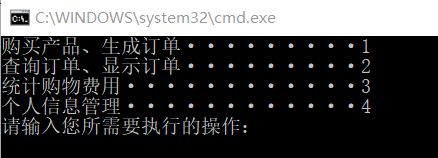 C:\WINDOWS\system32\cmd.exe
购买产品、生成订单·········1
查询订单、显示订单·········2
统计购物费用············3
个人信息管理············4
请输入您所需要执行的操作: